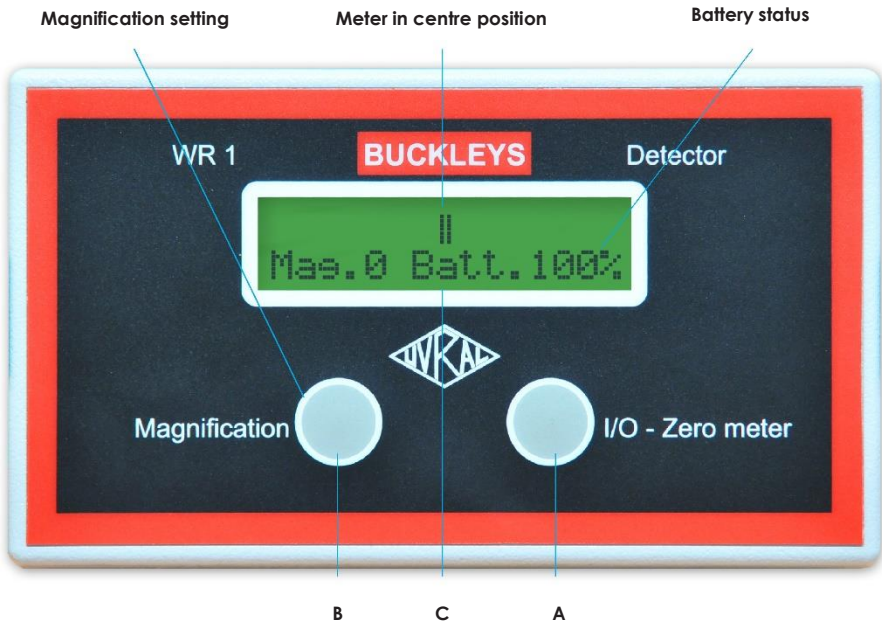 Magnification setting
Meter in centre position
Battery status
WR 1
BUCKLEYS
Detector
Mag.0 Batt.100%
UVRAL
Magnification
I/O - Zero meter
B
C
A